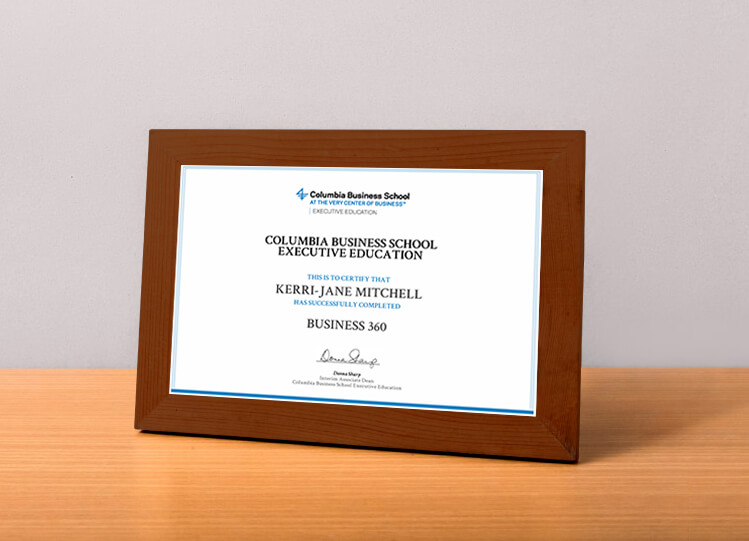 Columbia Business School
AT THE VERY CENTER OF BUSINESS™
EXECUTIVE EDUCATION
COLUMBIA BUSINESS SCHOOL
EXECUTIVE EDUCATION
THIS IS TO CERTIFY THAT
KERRI-JANE MITCHELL
HAS SUCCESSFULLY COMPLETED
BUSINESS 360
Donna Sharp
Donna Sharp
Interim Associate Dean
Columbia Business School Executive Education